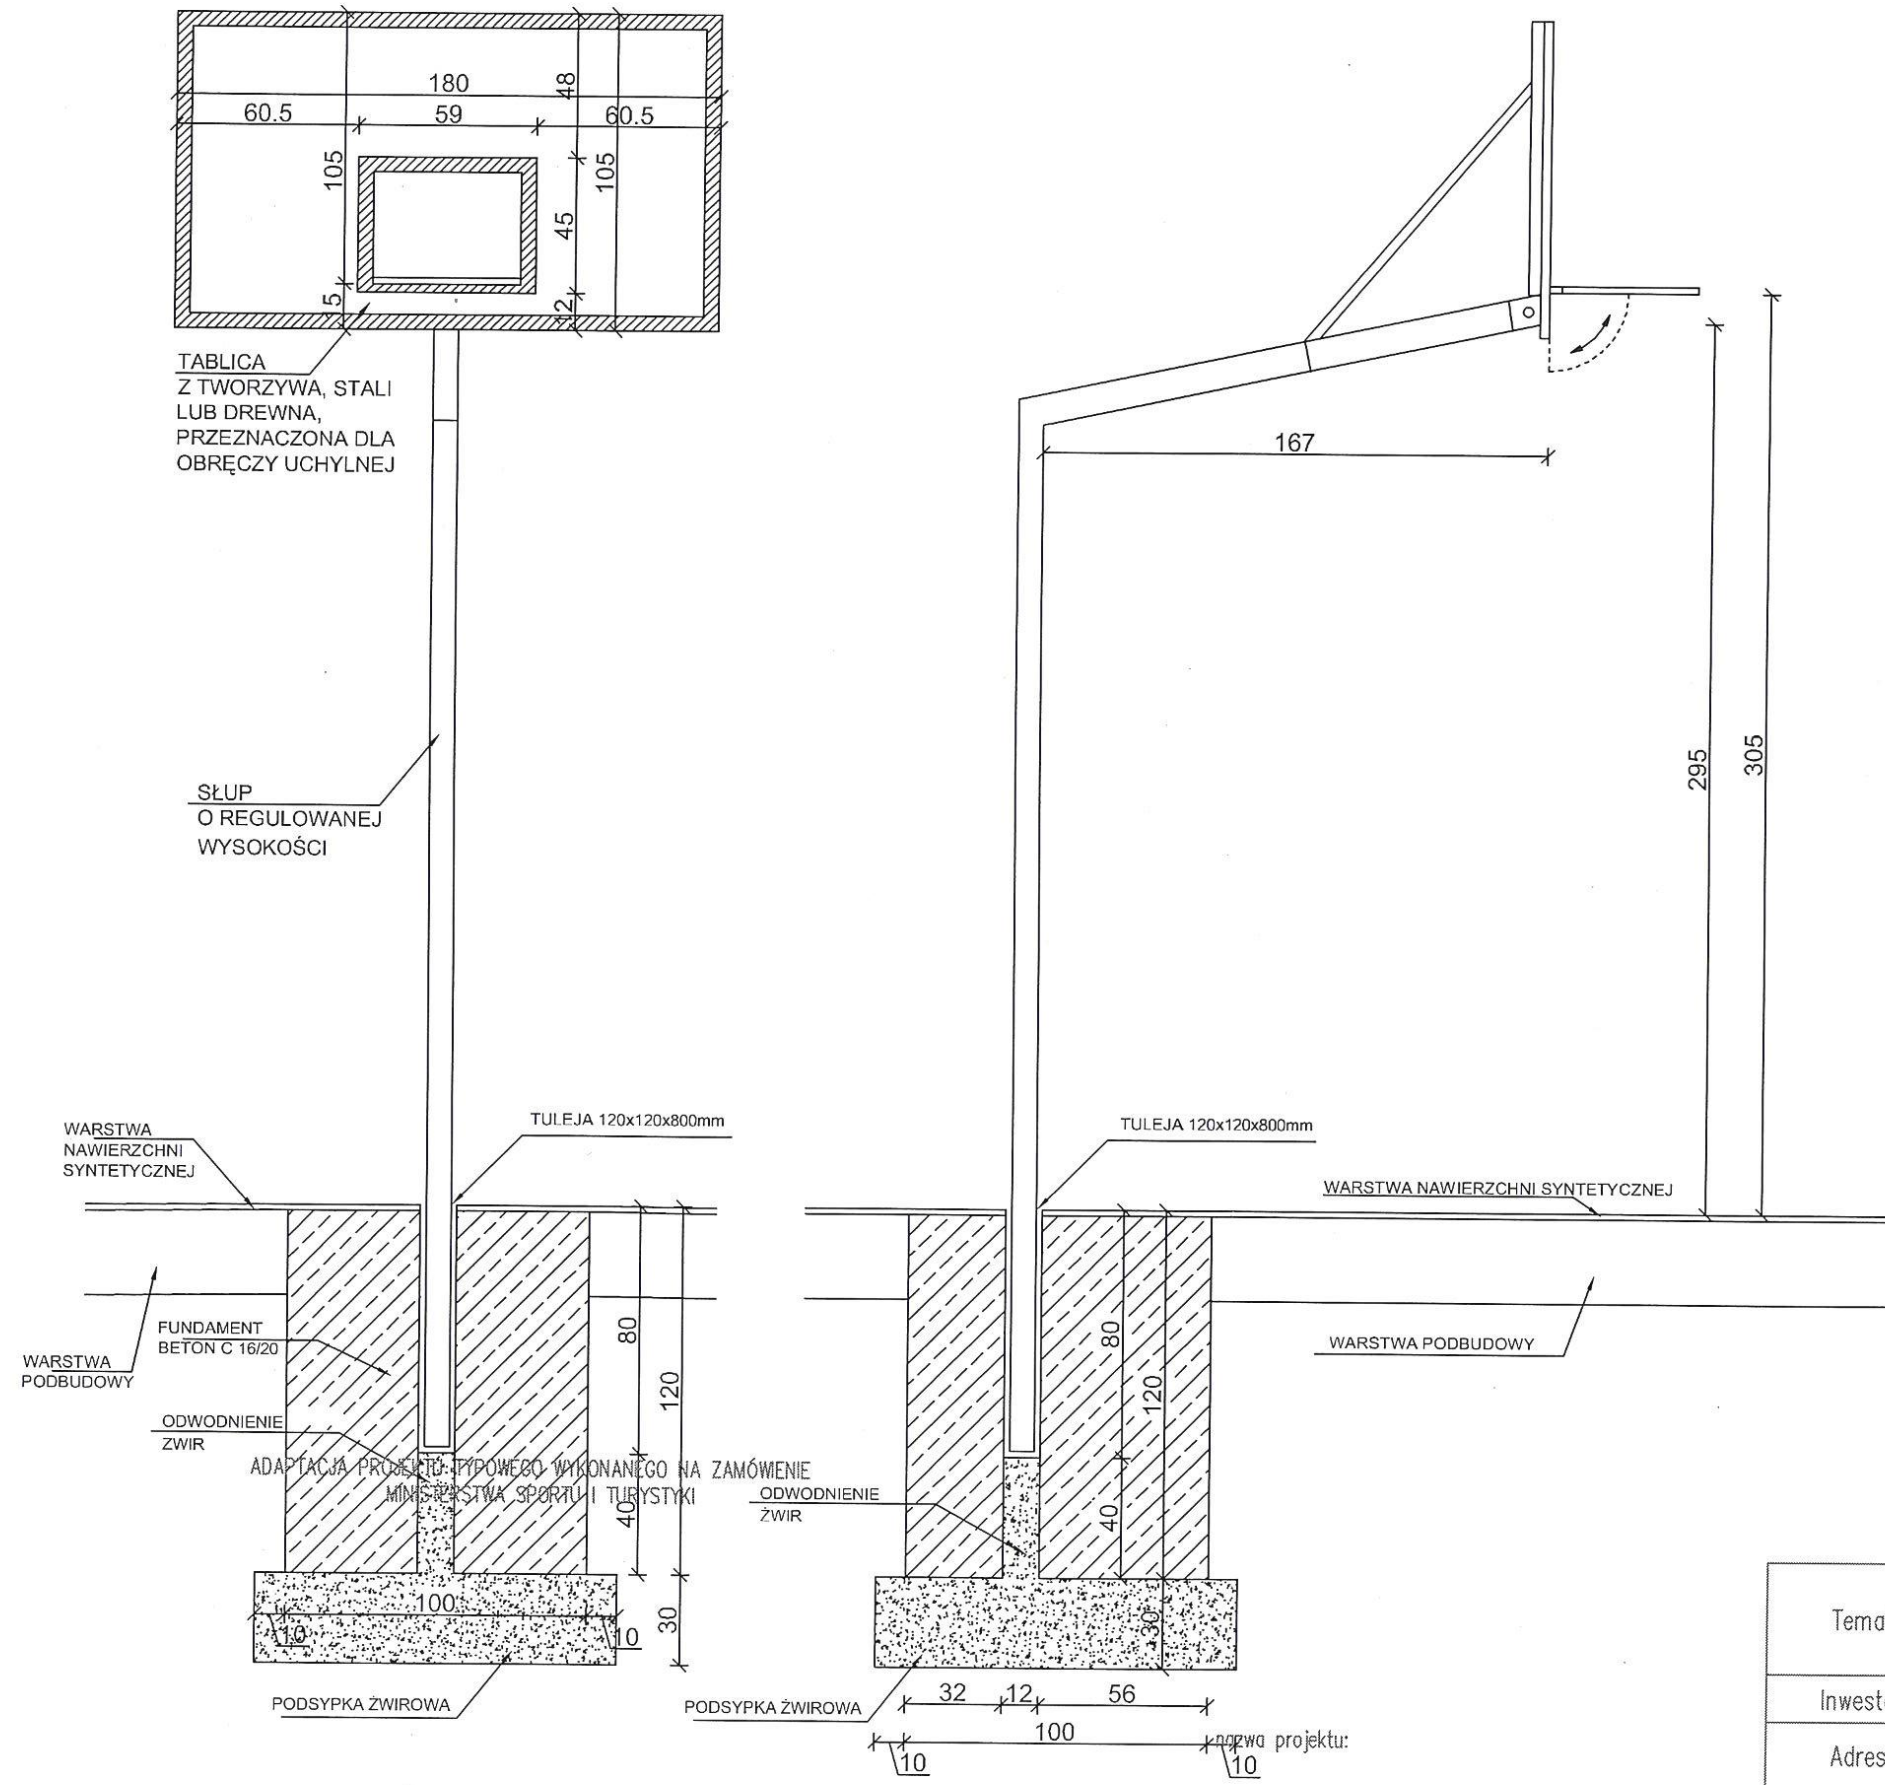 180
48
60.5
59
60.5
105
105
45
15
12
TABLICA
Z TWORZYWA, STALI
LUB DREWNA,
PRZEZNACZONA DLA
OBRĘCZY UCHYLNEJ
167
SŁUP
O REGULOWANEJ
WYSOKOŚCI
295
305
WARSTWA
NAWIERZCHNI
SYNTETYCZNEJ
TULEJA 120x120x800mm
TULEJA 120x120x800mm
WARSTWA NAWIERZCHNI SYNTETYCZNEJ
FUNDAMENT
BETON C 16/20
WARSTWA
PODBUDOWY
80
120
80
120
WARSTWA PODBUDOWY
ODWODNIENIE
ZWIR
ADAPTACJA PROJEKTU TYPOWEGO WYKONANEGO NA ZAMÓWIENIE
MINISTERSTWA SPORTU I TURYSTYKI
40
ODWODNIENIE
ŻWIR
40
100
10
10
30
30
PODSYPKA ŻWIROWA
PODSYPKA ŻWIROWA
32
12
56
100
10
10
nazwa projektu:
Tema
Inwest
Adres